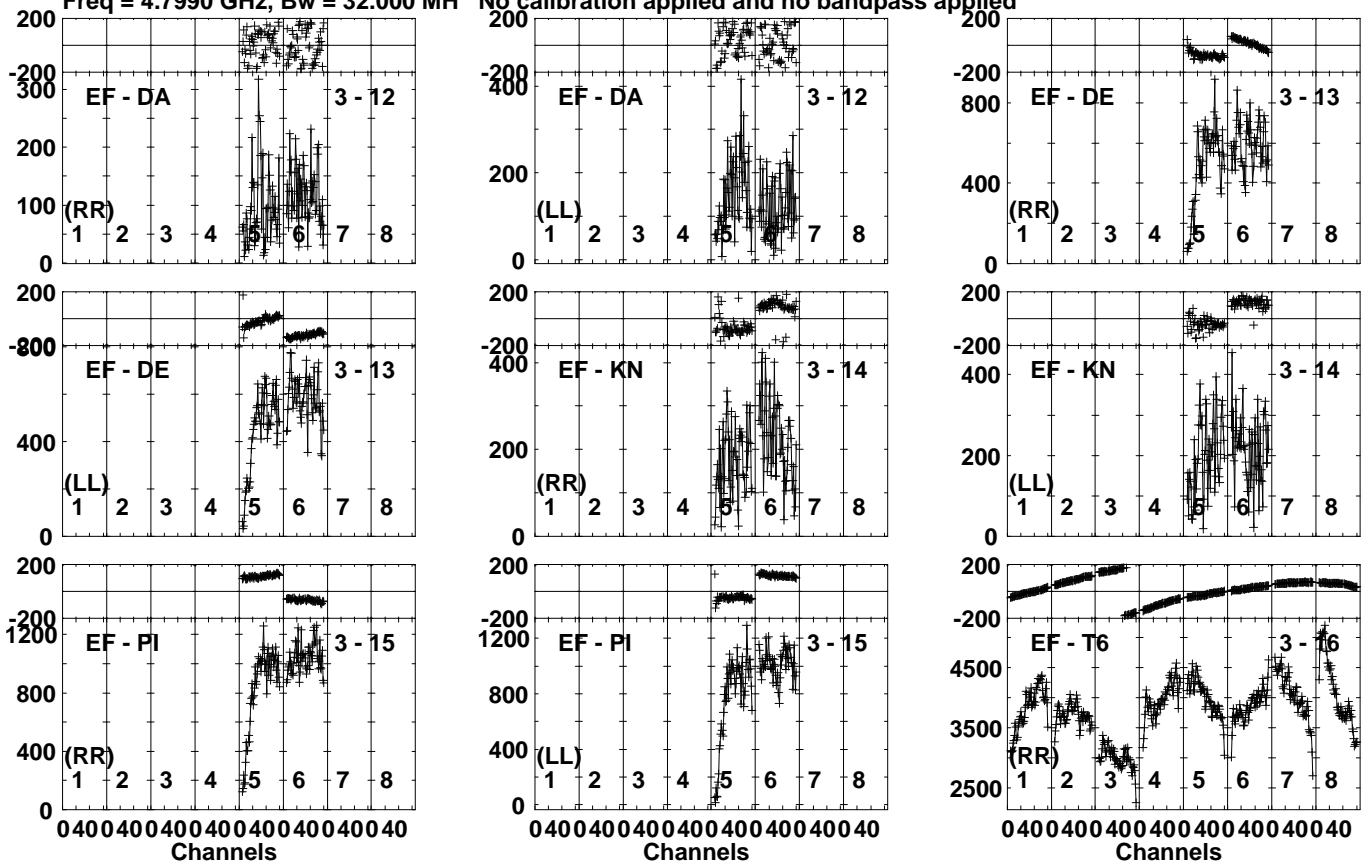 Freq = 4.7990 GHz, Bw = 32.000 MH No calibration applied and no bandpass applied
200
-200
300
200
100
0
EF - DA 3 - 12
(RR)
1 2 3 4 5 6 7 8
200
-200
400
200
0
EF - DA 3 - 12
(LL)
1 2 3 4 5 6 7 8
200
-200
800
400
0
EF - DE 3 - 13
(RR)
1 2 3 4 5 6 7 8
200
-200
800
400
0
EF - DE 3 - 13
(LL)
1 2 3 4 5 6 7 8
200
-200
400
200
0
EF - KN 3 - 14
(RR)
1 2 3 4 5 6 7 8
200
-200
400
200
0
EF - KN 3 - 14
(LL)
1 2 3 4 5 6 7 8
200
-200
1200
800
400
0
EF - PI 3 - 15
(RR)
1 2 3 4 5 6 7 8
200
-200
1200
800
400
0
EF - PI 3 - 15
(LL)
1 2 3 4 5 6 7 8
200
-200
4500
3500
2500
EF - T6 3 - 16
(RR)
1 2 3 4 5 6 7 8
0 40 0 40 0 40 0 40 0 40 0 40 0 40 0 40
Channels
0 40 0 40 0 40 0 40 0 40 0 40 0 40 0 40
Channels
0 40 0 40 0 40 0 40 0 40 0 40 0 40 0 40
Channels